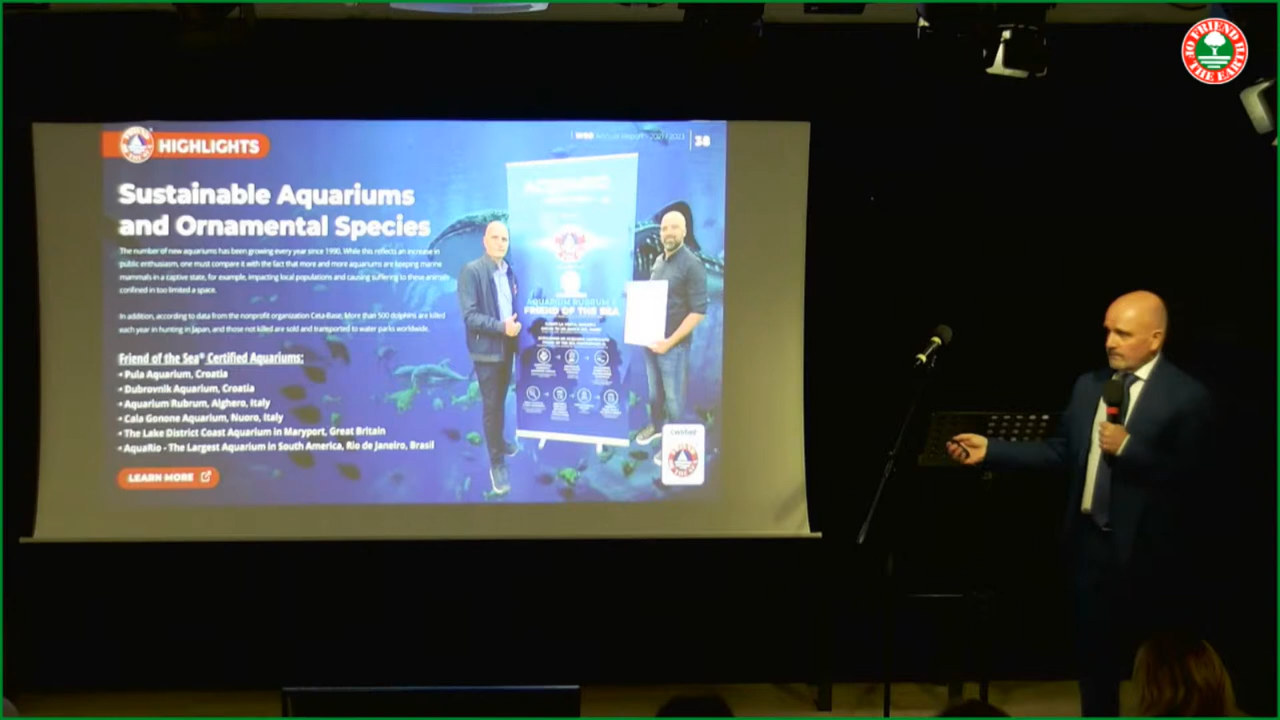 FRIEND
OF THE EARTH
HIGHLIGHTS
WSO Annual Report
38
Sustainable Aquariums
and Ornamental Species
The number of new aquariums has been growing every year since 1990. While this reflects an increase in
public enthusiasm, one must compare it with the fact that more and more aquariums are keeping marine
mammals in a captive state, for example, impacting local populations and causing suffering to these animals
confined in too limited a space.
In addition, according to data from the nonprofit organization Ceta-Base, More than 500 dolphins are killed
each year in hunting in Japan, and those not killed are sold and transported to water parks worldwide.
Friend of the Sea® Certified Aquariums:
• Pula Aquarium, Croatia
• Dubrovnik Aquarium, Croatia
• Aquarium Rubrum, Alghero, Italy
• Cala Gonone Aquarium, Nuoro, Italy
• The Lake District Coast Aquarium in Maryport, Great Britain
• AquaRio - The Largest Aquarium in South America, Rio de Janeiro, Brasil
LEARN MORE
AQUARIUM RUBRUM È
FRIEND OF THE SEA